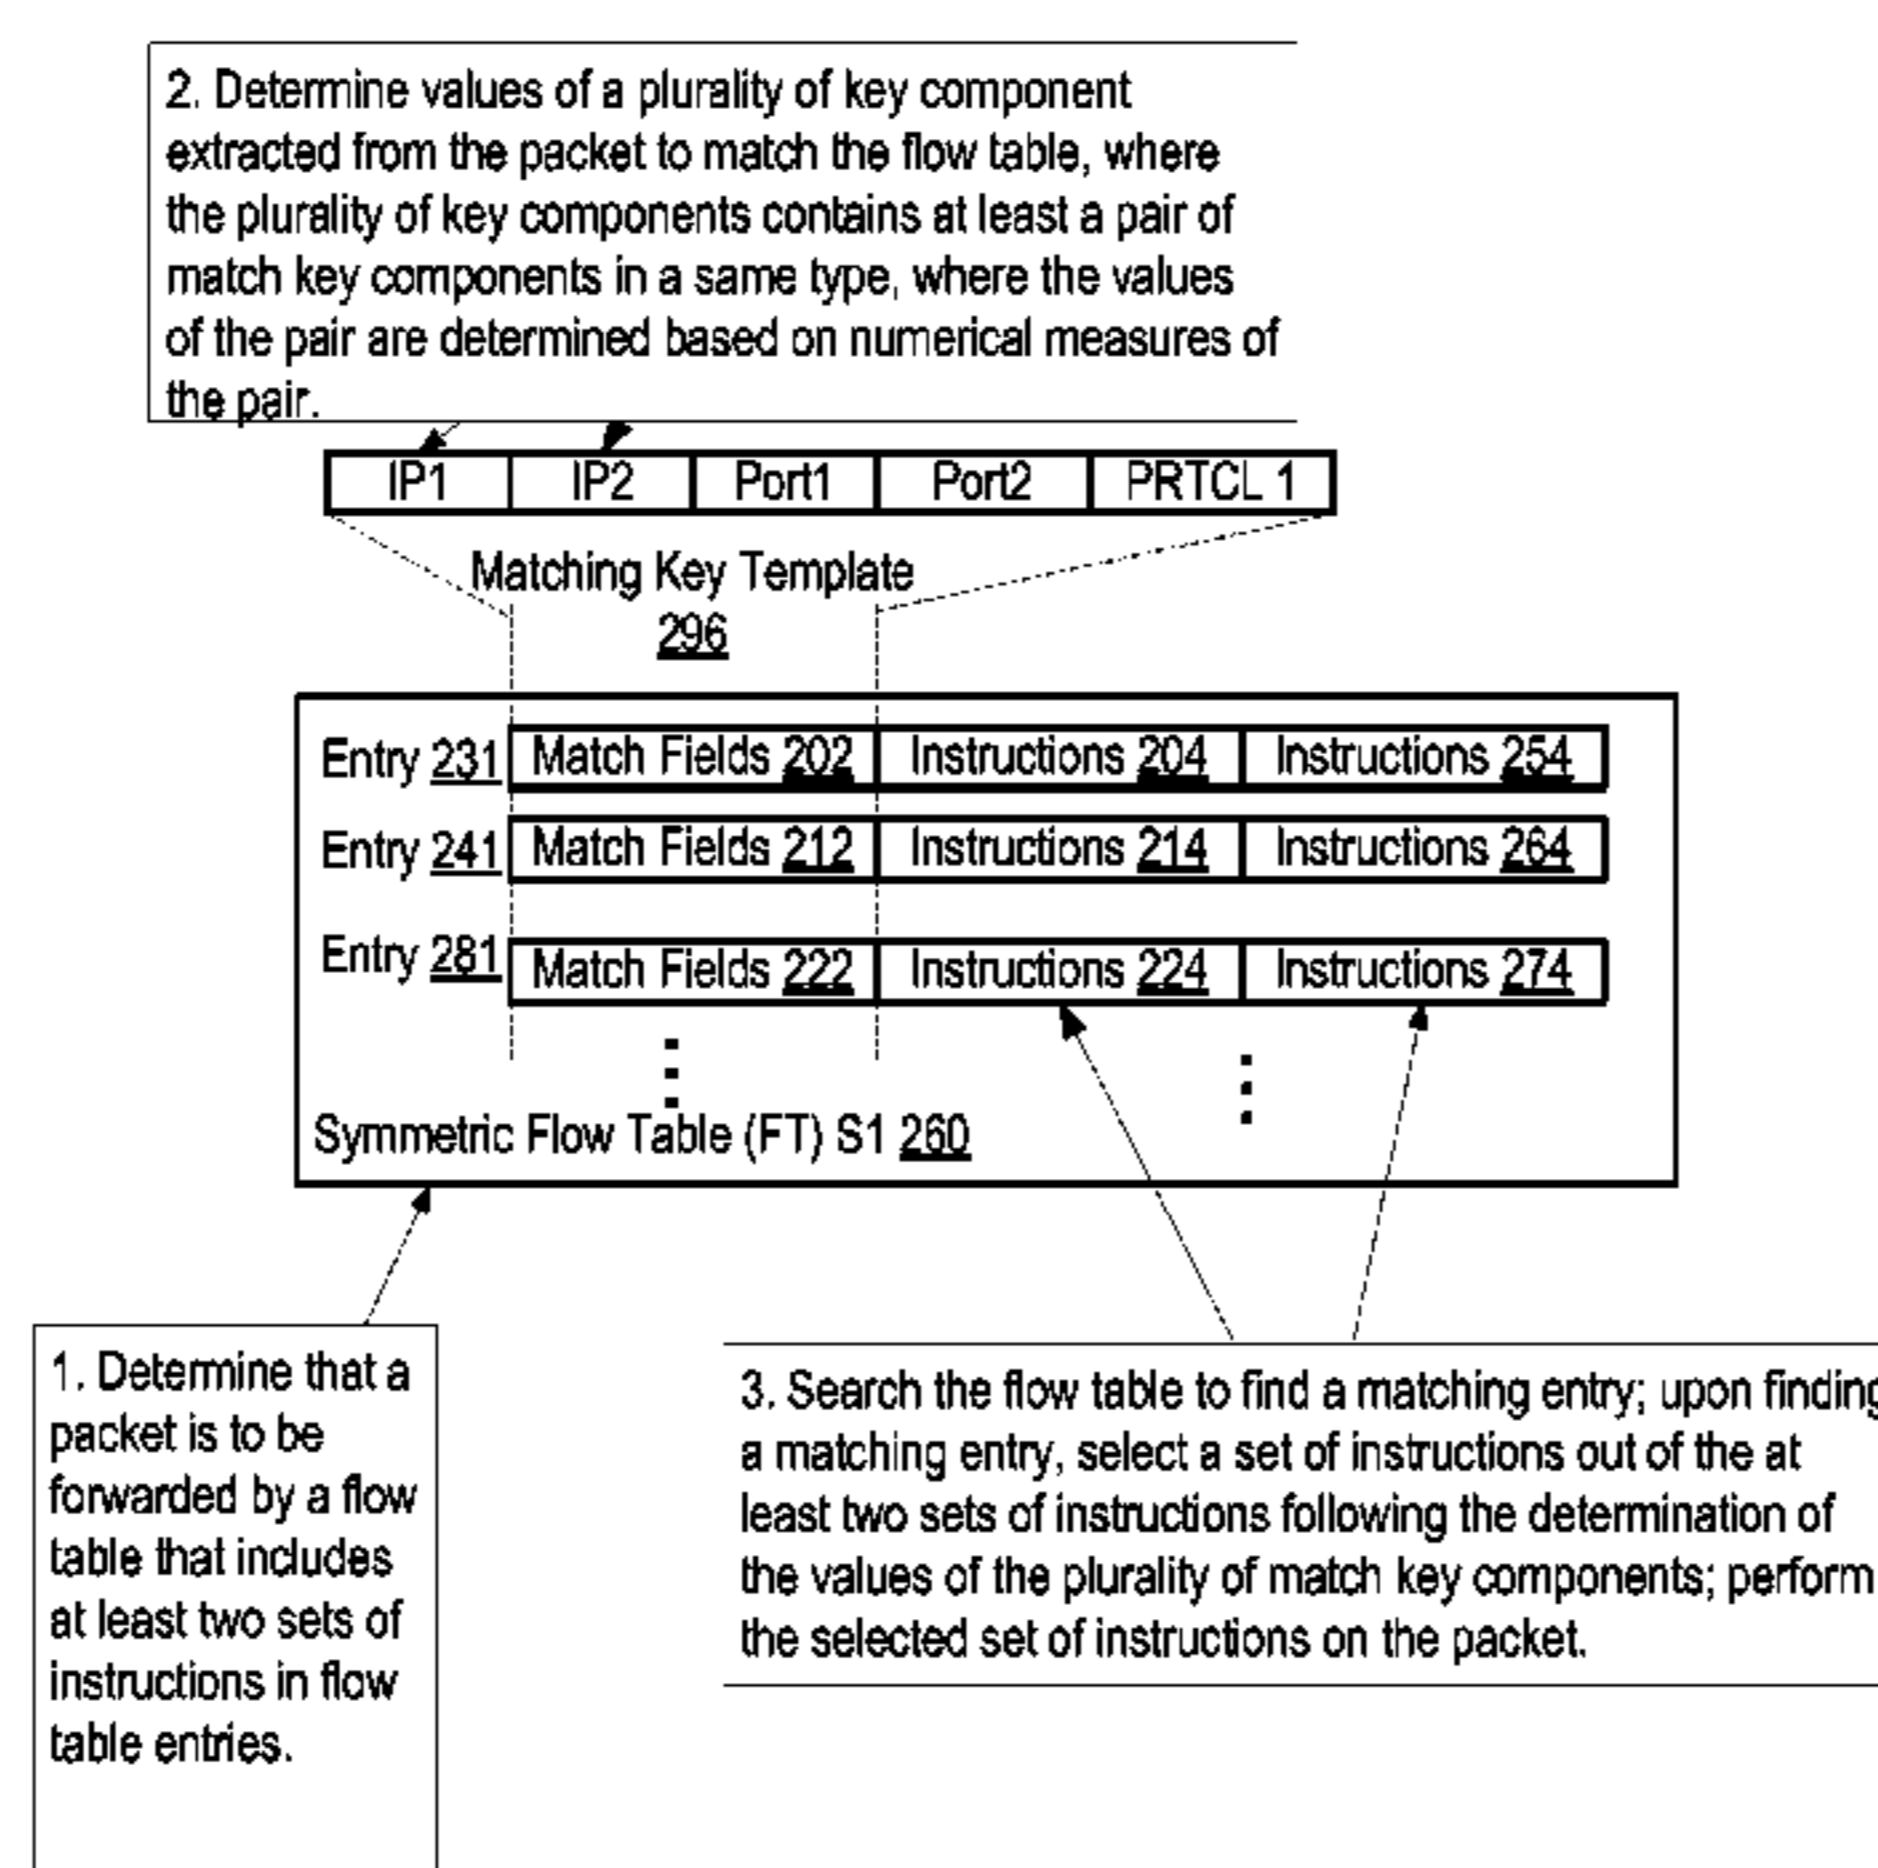 2. Determine values of a plurality of key component
extracted from the packet to match the flow table, where
the plurality of key components contains at least a pair of
match key components in a same type, where the values
of the pair are determined based on numerical measures of
the pair.
IP1 IP2 Port1 Port2 PRTCL 1
Matching Key Template
296
Entry 231 Match Fields 202 Instructions 204 Instructions 254
Entry 241 Match Fields 212 Instructions 214 Instructions 264
Entry 281 Match Fields 222 Instructions 224 Instructions 274
Symmetric Flow Table (FT) S1 260
1. Determine that a
packet is to be
forwarded by a flow
table that includes
at least two sets of
instructions in flow
table entries.
3. Search the flow table to find a matching entry; upon finding
a matching entry, select a set of instructions out of the at
least two sets of instructions following the determination of
the values of the plurality of match key components; perform
the selected set of instructions on the packet.